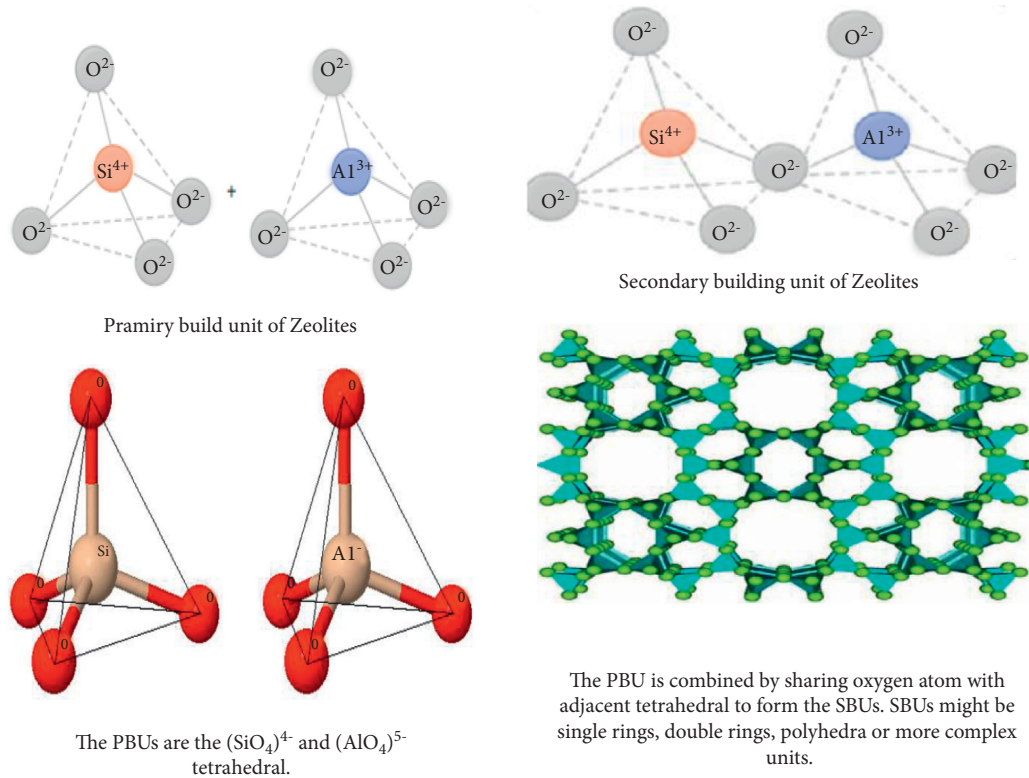 O²⁻
O²⁻
Si⁴⁺
Al³⁺
O²⁻
O²⁻
O²⁻
O²⁻
O²⁻
O²⁻
+
Pramiry build unit of Zeolites
O²⁻
O²⁻
Si⁴⁺
Al³⁺
O²⁻
O²⁻
O²⁻
O²⁻
O²⁻
Secondary building unit of Zeolites
0
0
Si
Al⁻
0
0
0
0
0
0
The PBUs are the (SiO₄)⁴⁻ and (AlO₄)⁵⁻
tetrahedral.
The PBU is combined by sharing oxygen atom with
adjacent tetrahedral to form the SBUs. SBUs might be
single rings, double rings, polyhedra or more complex
units.